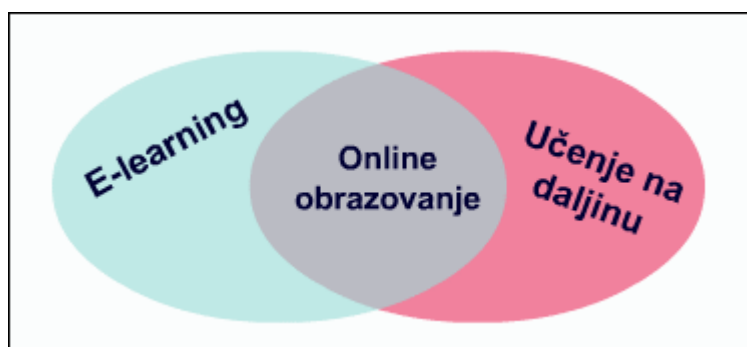 E-learning
Online
obrazovanje
Učenje na
daljinu